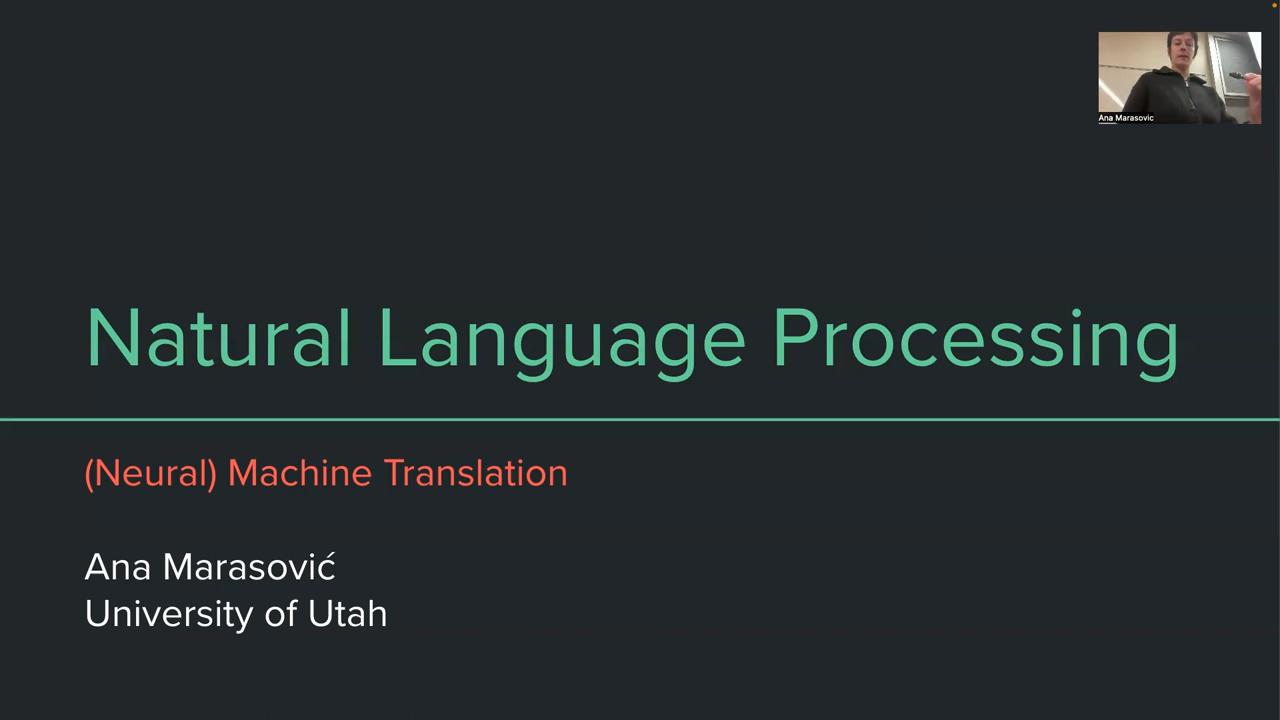 Ana Marasovic
Natural Language Processing
(Neural) Machine Translation
Ana Marasović
University of Utah